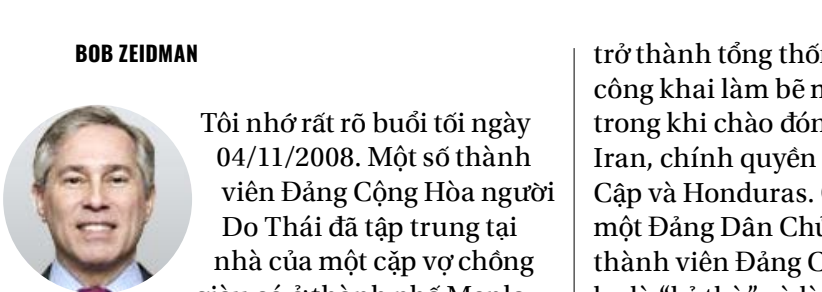 BOB ZEIDMAN
Tôi nhớ rất rõ buổi tối ngày
04/11/2008. Một số thành
viên Đảng Cộng Hòa người
Do Thái đã tập trung tại
nhà của một cặp vợ chồng
trở thành tổng thốn
công khai làm bẽ
trong khi chào đón
Iran, chính quyền
Cập và Honduras.
một Đảng Dân Chủ
thành viên Đảng